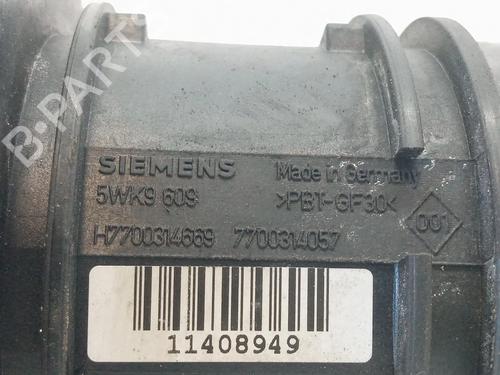 B-PARTS
SIEMENS Made in Germany
5WK9 609 >PBT-GF30<
001
H7700314669 7700314057
11408949